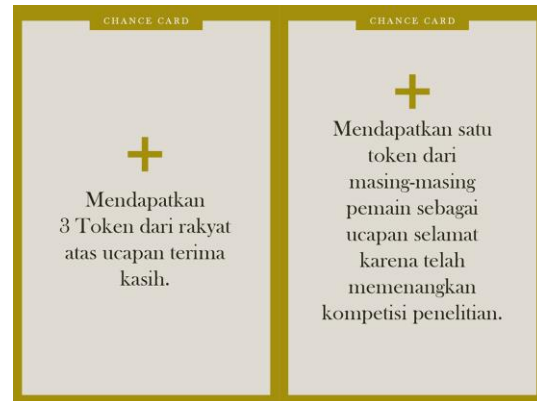 CHANCE CARD
+
Mendapatkan
3 Token dari rakyat
atas ucapan terima
kasih.
CHANCE CARD
+
Mendapatkan satu
token dari
masing-masing
pemain sebagai
ucapan selamat
karena telah
memenangkan
kompetisi penelitian.